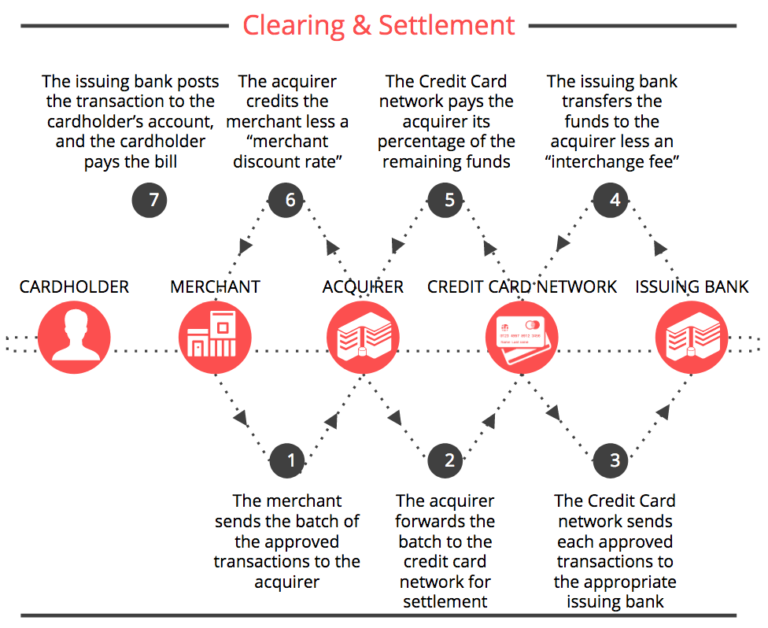 Clearing & Settlement
The issuing bank posts
the transaction to the
cardholder's account,
and the cardholder
pays the bill
The acquirer
credits the
merchant less a
“merchant
discount rate”
The Credit Card
network pays the
acquirer its
percentage of the
remaining funds
The issuing bank
transfers the
funds to the
acquirer less an
“interchange fee”
7
6
5
4
CARDHOLDER
MERCHANT
ACQUIRER
CREDIT CARD NETWORK
ISSUING BANK
1
2
3
The merchant
sends the batch of
the approved
transactions to the
acquirer
The acquirer
forwards the
batch to the
credit card
network for
settlement
The Credit Card
network sends
each approved
transactions to
the appropriate
issuing bank